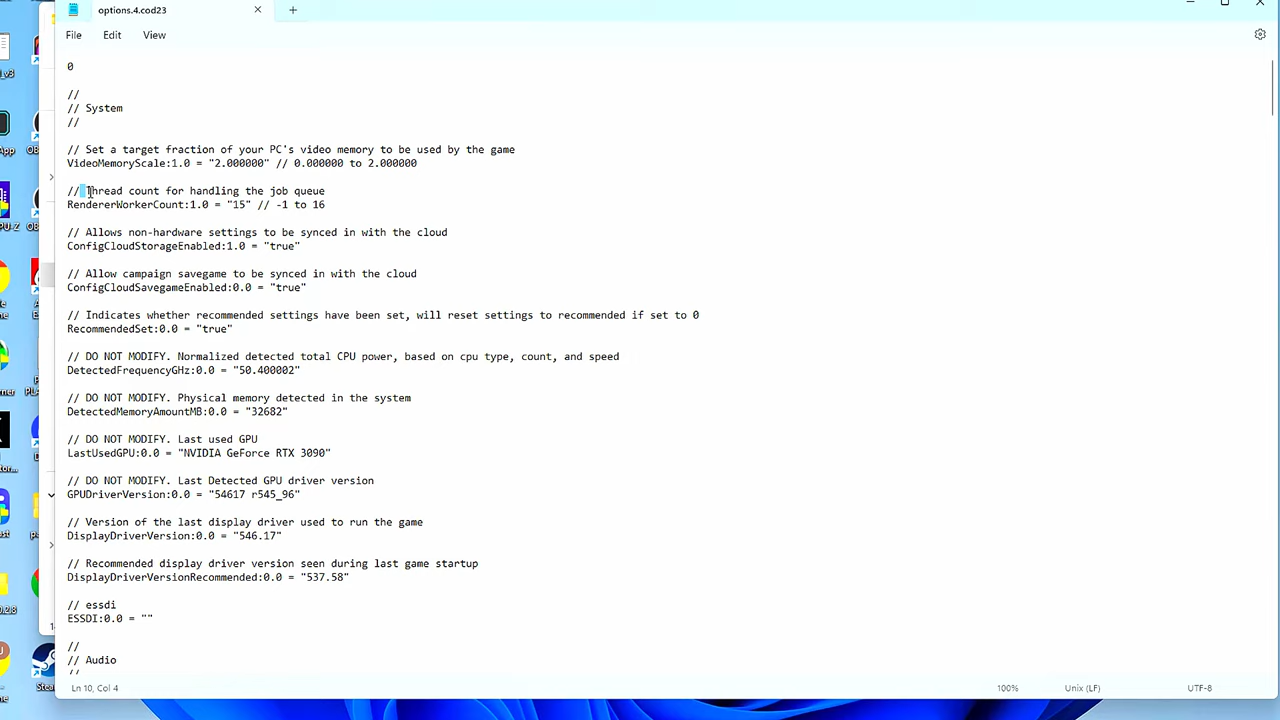 options.4.cod23
File Edit View
0
//
// System
//
// Set a target fraction of your PC's video memory to be used by the game
VideoMemoryScale:1.0 = "2.000000" // 0.000000 to 2.000000
// Thread count for handling the job queue
RendererWorkerCount:1.0 = "15" // -1 to 16
// Allows non-hardware settings to be synced in with the cloud
ConfigCloudStorageEnabled:1.0 = "true"
// Allow campaign savegame to be synced in with the cloud
ConfigCloudSavegameEnabled:0.0 = "true"
// Indicates whether recommended settings have been set, will reset settings to recommended if set to 0
RecommendedSet:0.0 = "true"
// DO NOT MODIFY. Normalized detected total CPU power, based on cpu type, count, and speed
DetectedFrequencyGHz:0.0 = "50.400002"
// DO NOT MODIFY. Physical memory detected in the system
DetectedMemoryAmountMB:0.0 = "32682"
// DO NOT MODIFY. Last used GPU
LastUsedGPU:0.0 = "NVIDIA GeForce RTX 3090"
// DO NOT MODIFY. Last Detected GPU driver version
GPUDriverVersion:0.0 = "54617 r545_96"
// Version of the last display driver used to run the game
DisplayDriverVersion:0.0 = "546.17"
// Recommended display driver version seen during last game startup
DisplayDriverVersionRecommended:0.0 = "537.58"
// essdi
ESSDI:0.0 = ""
//
// Audio
Ln 10, Col 4
100%
Unix (LF)
UTF-8